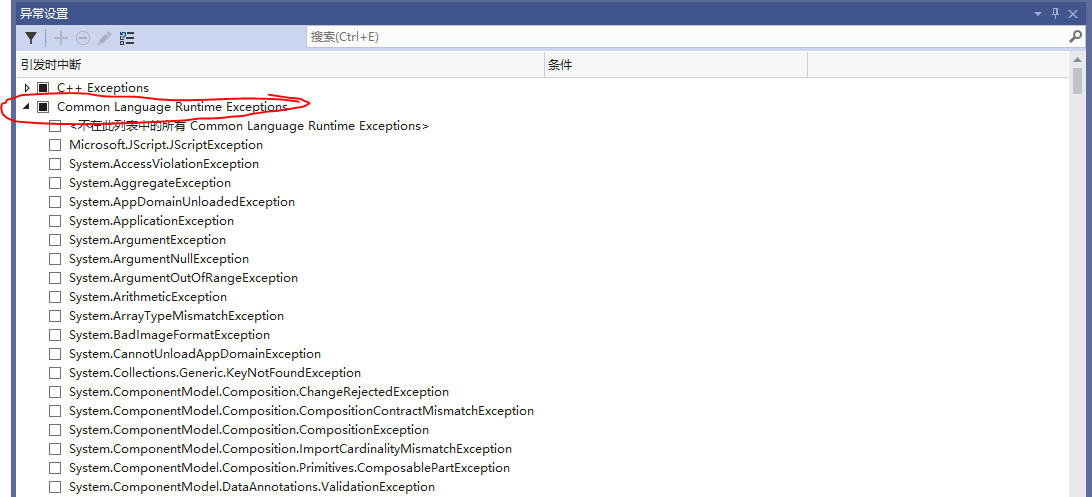 异常设置
搜索(Ctrl+E)
引发时中断 条件
C++ Exceptions
Common Language Runtime Exceptions
<不在此列表中的所有 Common Language Runtime Exceptions>
Microsoft.JScript.JScriptException
System.AccessViolationException
System.AggregateException
System.AppDomainUnloadedException
System.ApplicationException
System.ArgumentException
System.ArgumentNullException
System.ArgumentOutOfRangeException
System.ArithmeticException
System.ArrayTypeMismatchException
System.BadImageFormatException
System.CannotUnloadAppDomainException
System.Collections.Generic.KeyNotFoundException
System.ComponentModel.Composition.ChangeRejectedException
System.ComponentModel.Composition.CompositionContractMismatchException
System.ComponentModel.Composition.CompositionException
System.ComponentModel.Composition.ImportCardinalityMismatchException
System.ComponentModel.Composition.Primitives.ComposablePartException
System.ComponentModel.DataAnnotations.ValidationException